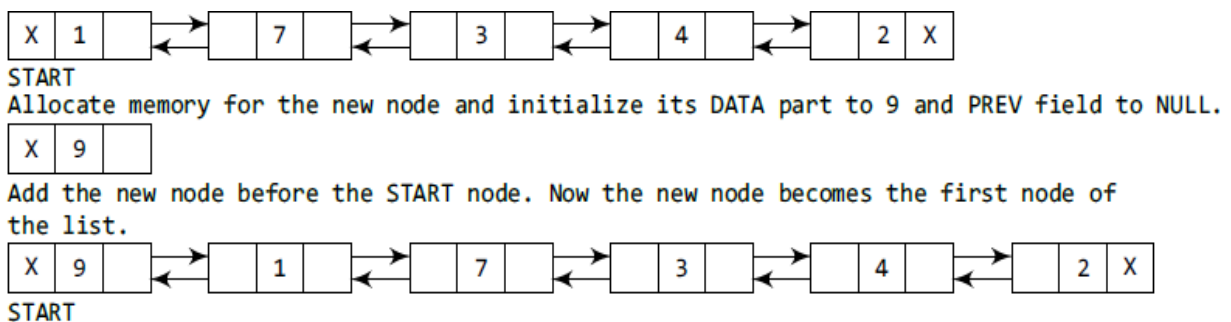 X 1 7 3 4 2 X
START
Allocate memory for the new node and initialize its DATA part to 9 and PREV field to NULL.
X 9
Add the new node before the START node. Now the new node becomes the first node of
the list.
X 9 1 7 3 4 2 X
START